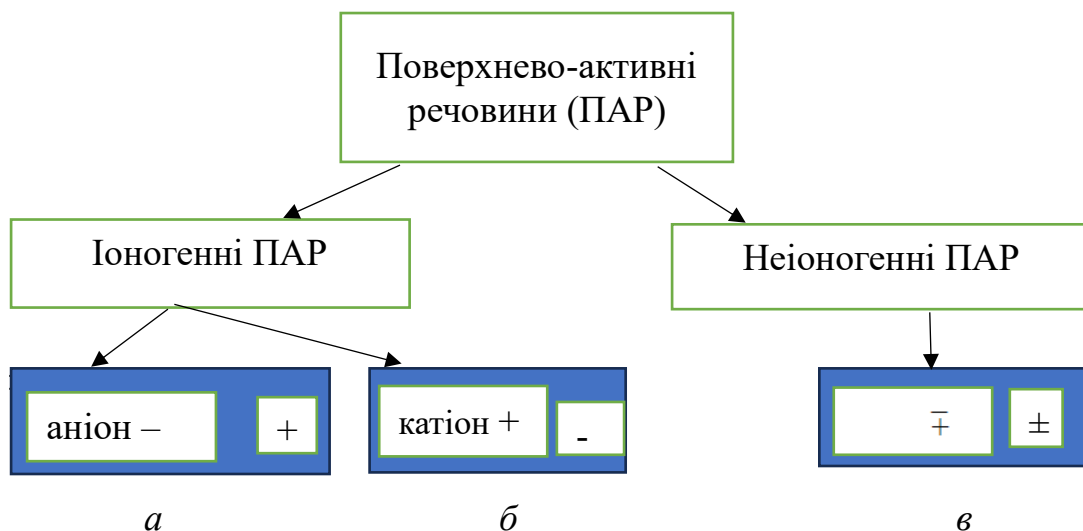 Поверхнево-активні
речовини (ПАР)
Іоногенні ПАР
Неіоногенні ПАР
аніон –
+
катіон +
-
∓
±
а
б
в